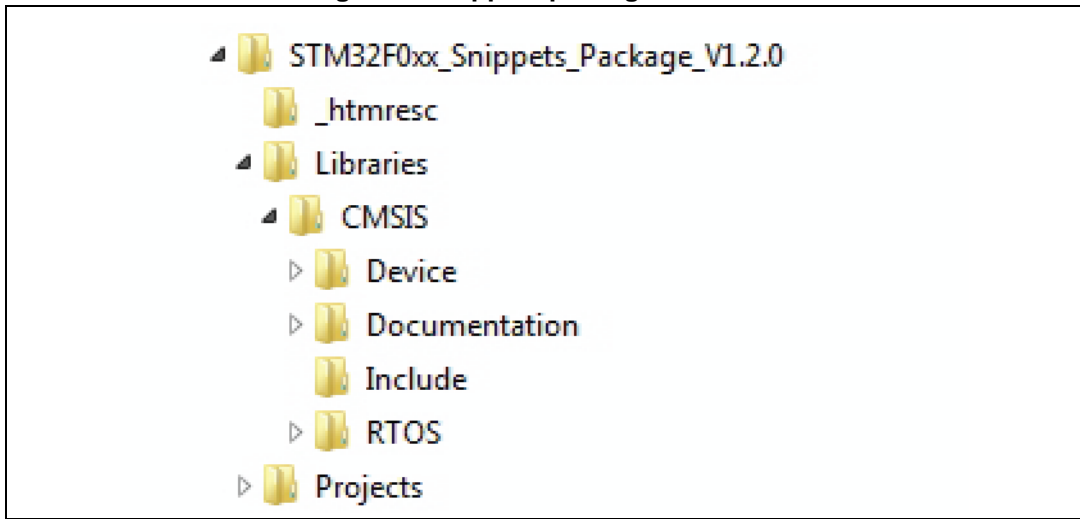 STM32F0xx_Snippets_Package_V1.2.0
_htmresc
Libraries
CMSIS
Device
Documentation
Include
RTOS
Projects